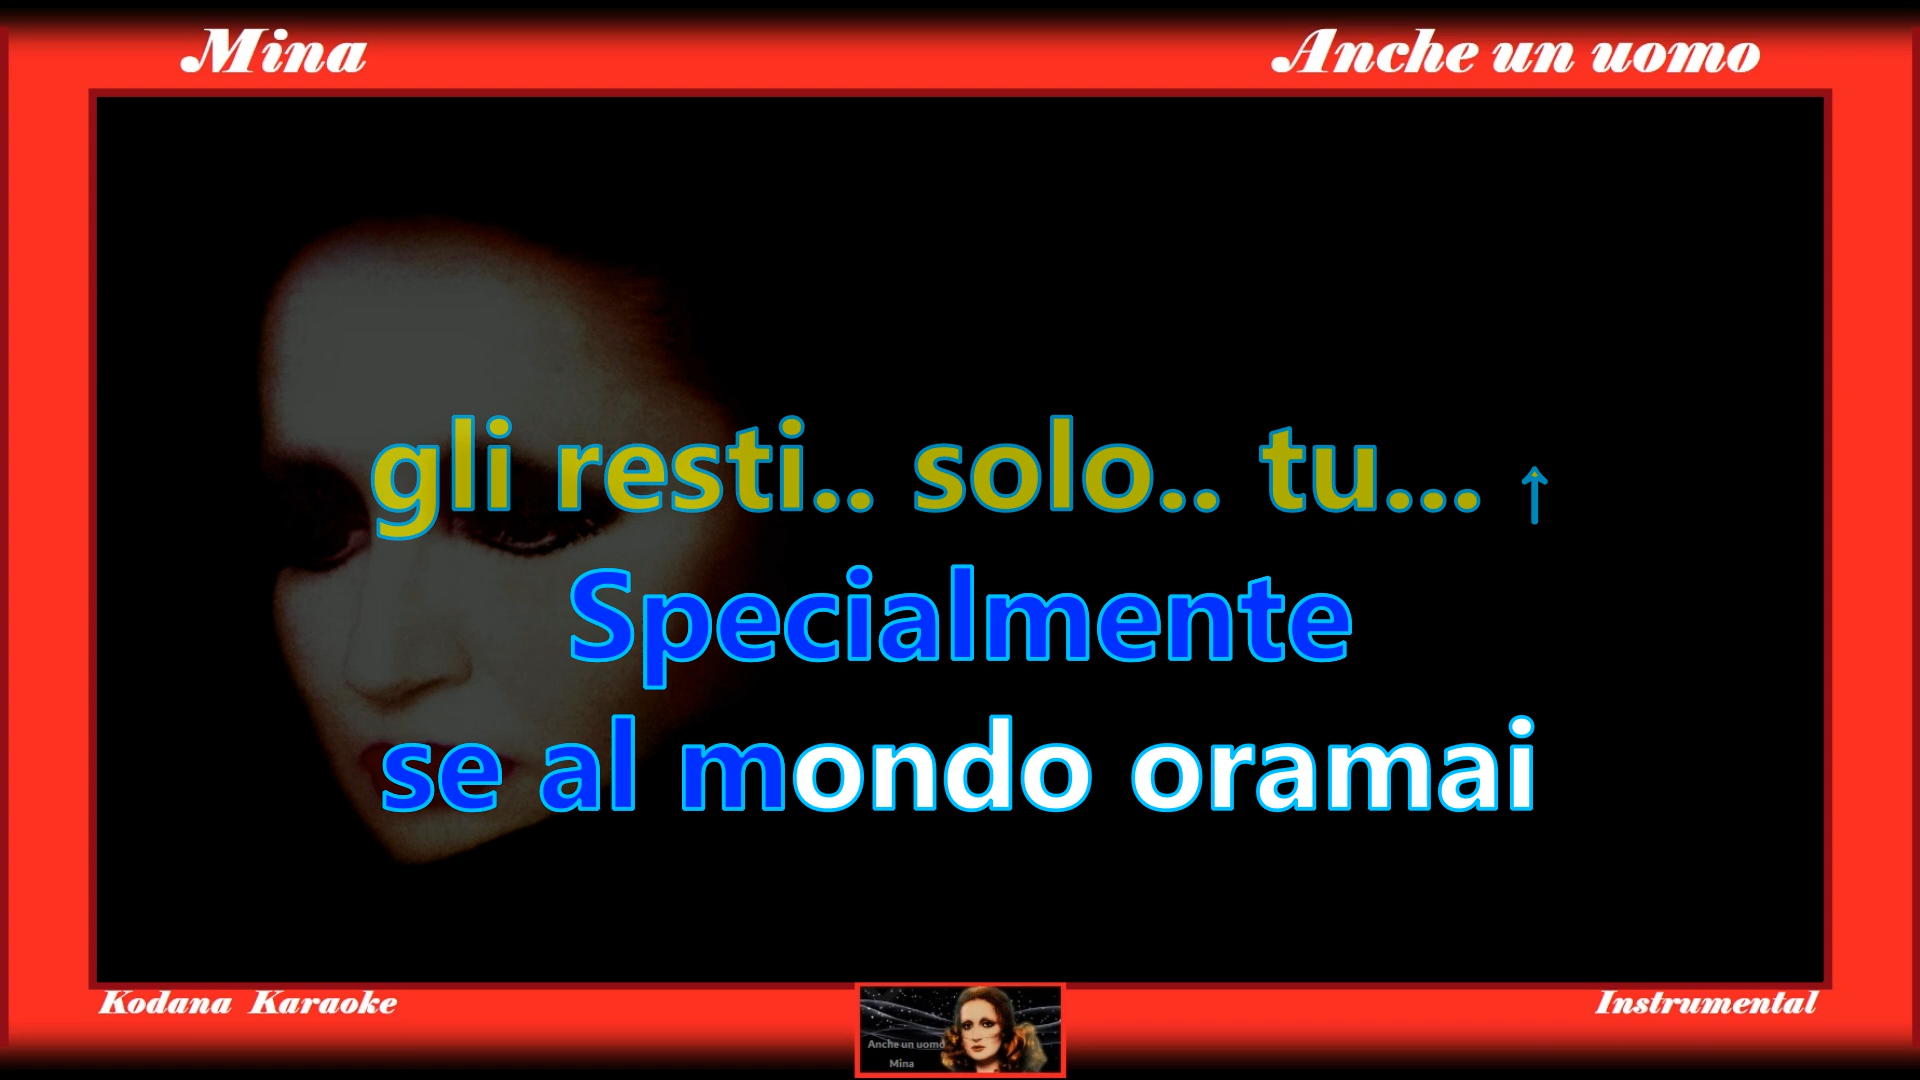 Mina
Anche un uomo
gli resti.. solo.. tu... ↑
Specialmente
se al mondo oramai
Kodana Karaoke
Anche un uomo
Mina
Instrumental